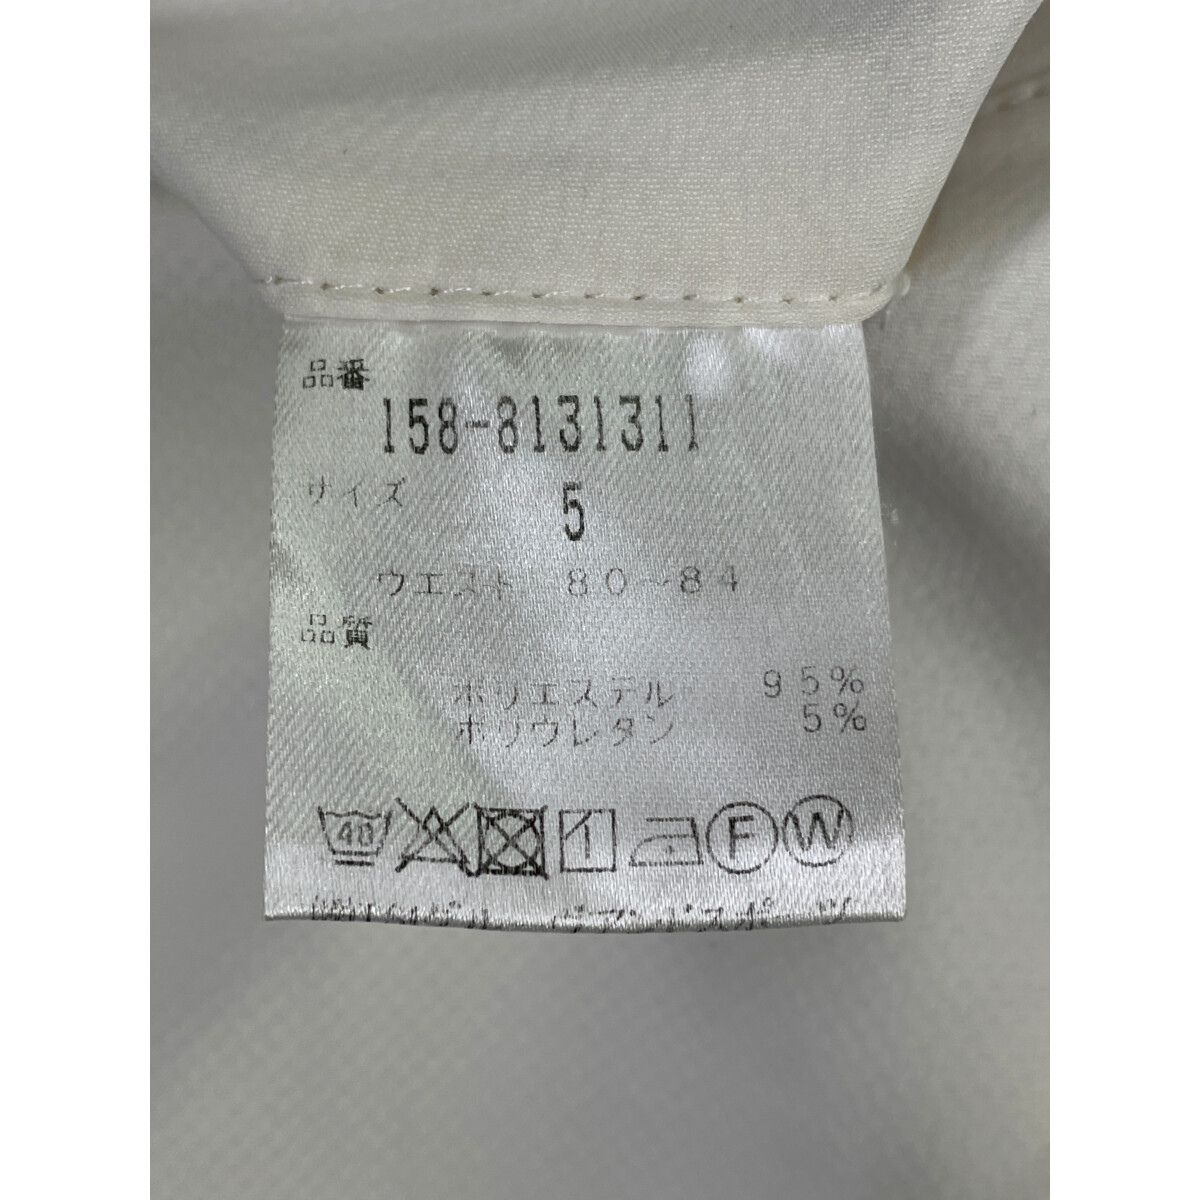 品番
158-8131311
サイズ 5
ウエスト 80~84
品質
ポリエステル 95%
ポリウレタン 5%
40 1 F W